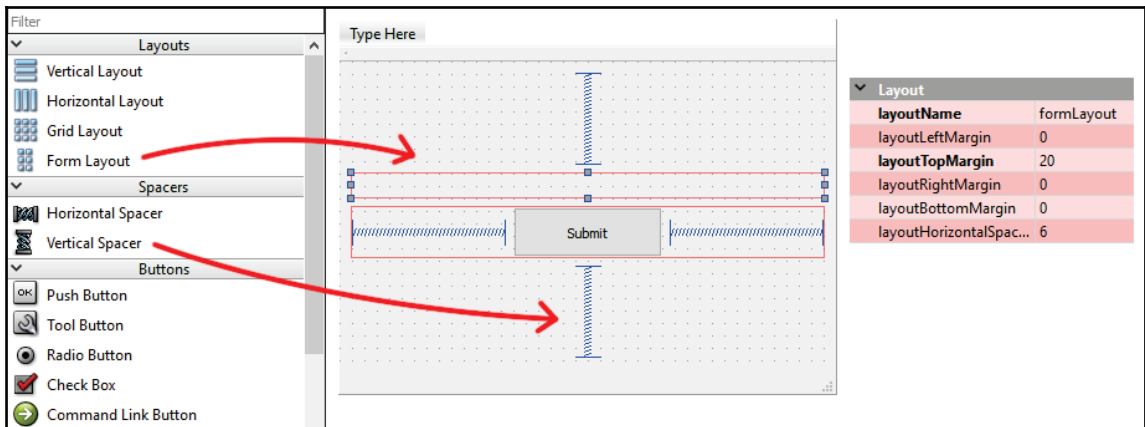 Filter
Layouts
Vertical Layout
Horizontal Layout
Grid Layout
Form Layout
Spacers
Horizontal Spacer
Vertical Spacer
Buttons
OK Push Button
Tool Button
Radio Button
Check Box
Command Link Button
Type Here
Submit
Layout
layoutName formLayout
layoutLeftMargin 0
layoutTopMargin 20
layoutRightMargin 0
layoutBottomMargin 0
layoutHorizontalSpac... 6